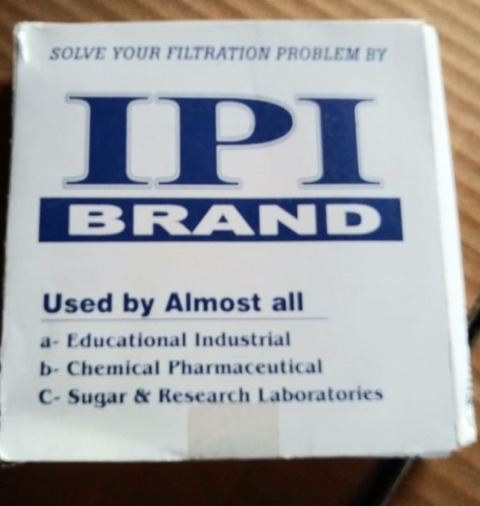 SOLVE YOUR FILTRATION PROBLEM BY
IPI
BRAND
Used by Almost all
a- Educational Industrial
b- Chemical Pharmaceutical
C- Sugar & Research Laboratories